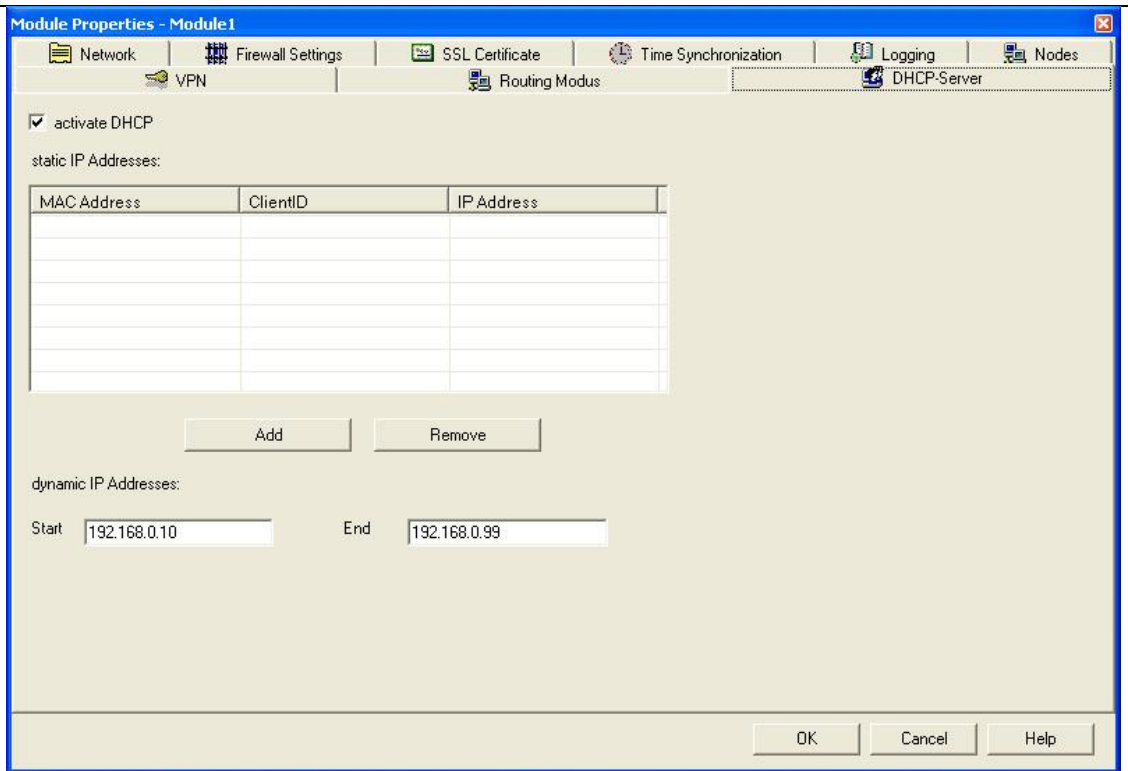 Module Properties - Module1
Network Firewall Settings SSL Certificate Time Synchronization Logging Nodes
VPN Routing Modus DHCP-Server
activate DHCP
static IP Addresses:
MAC Address ClientID IP Address
Add Remove
dynamic IP Addresses:
Start 192.168.0.10 End 192.168.0.99
OK Cancel Help